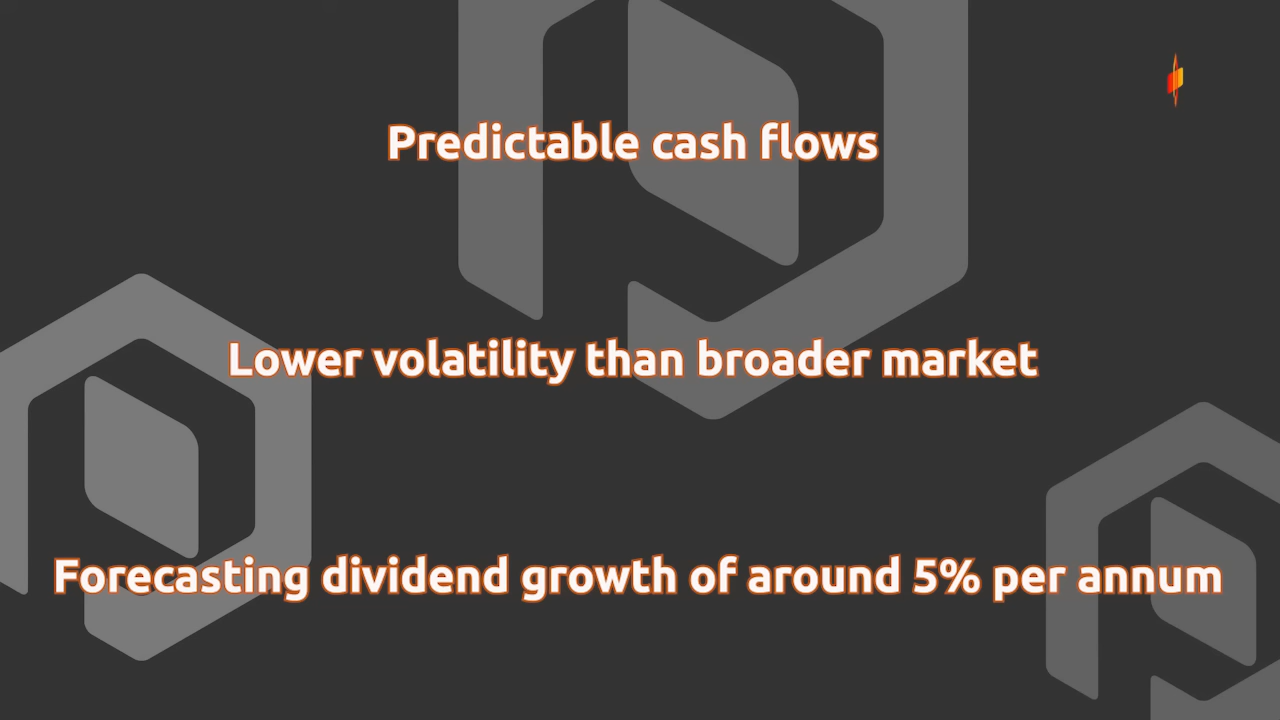 Predictable cash flows
Lower volatility than broader market
Forecasting dividend growth of around 5% per annum